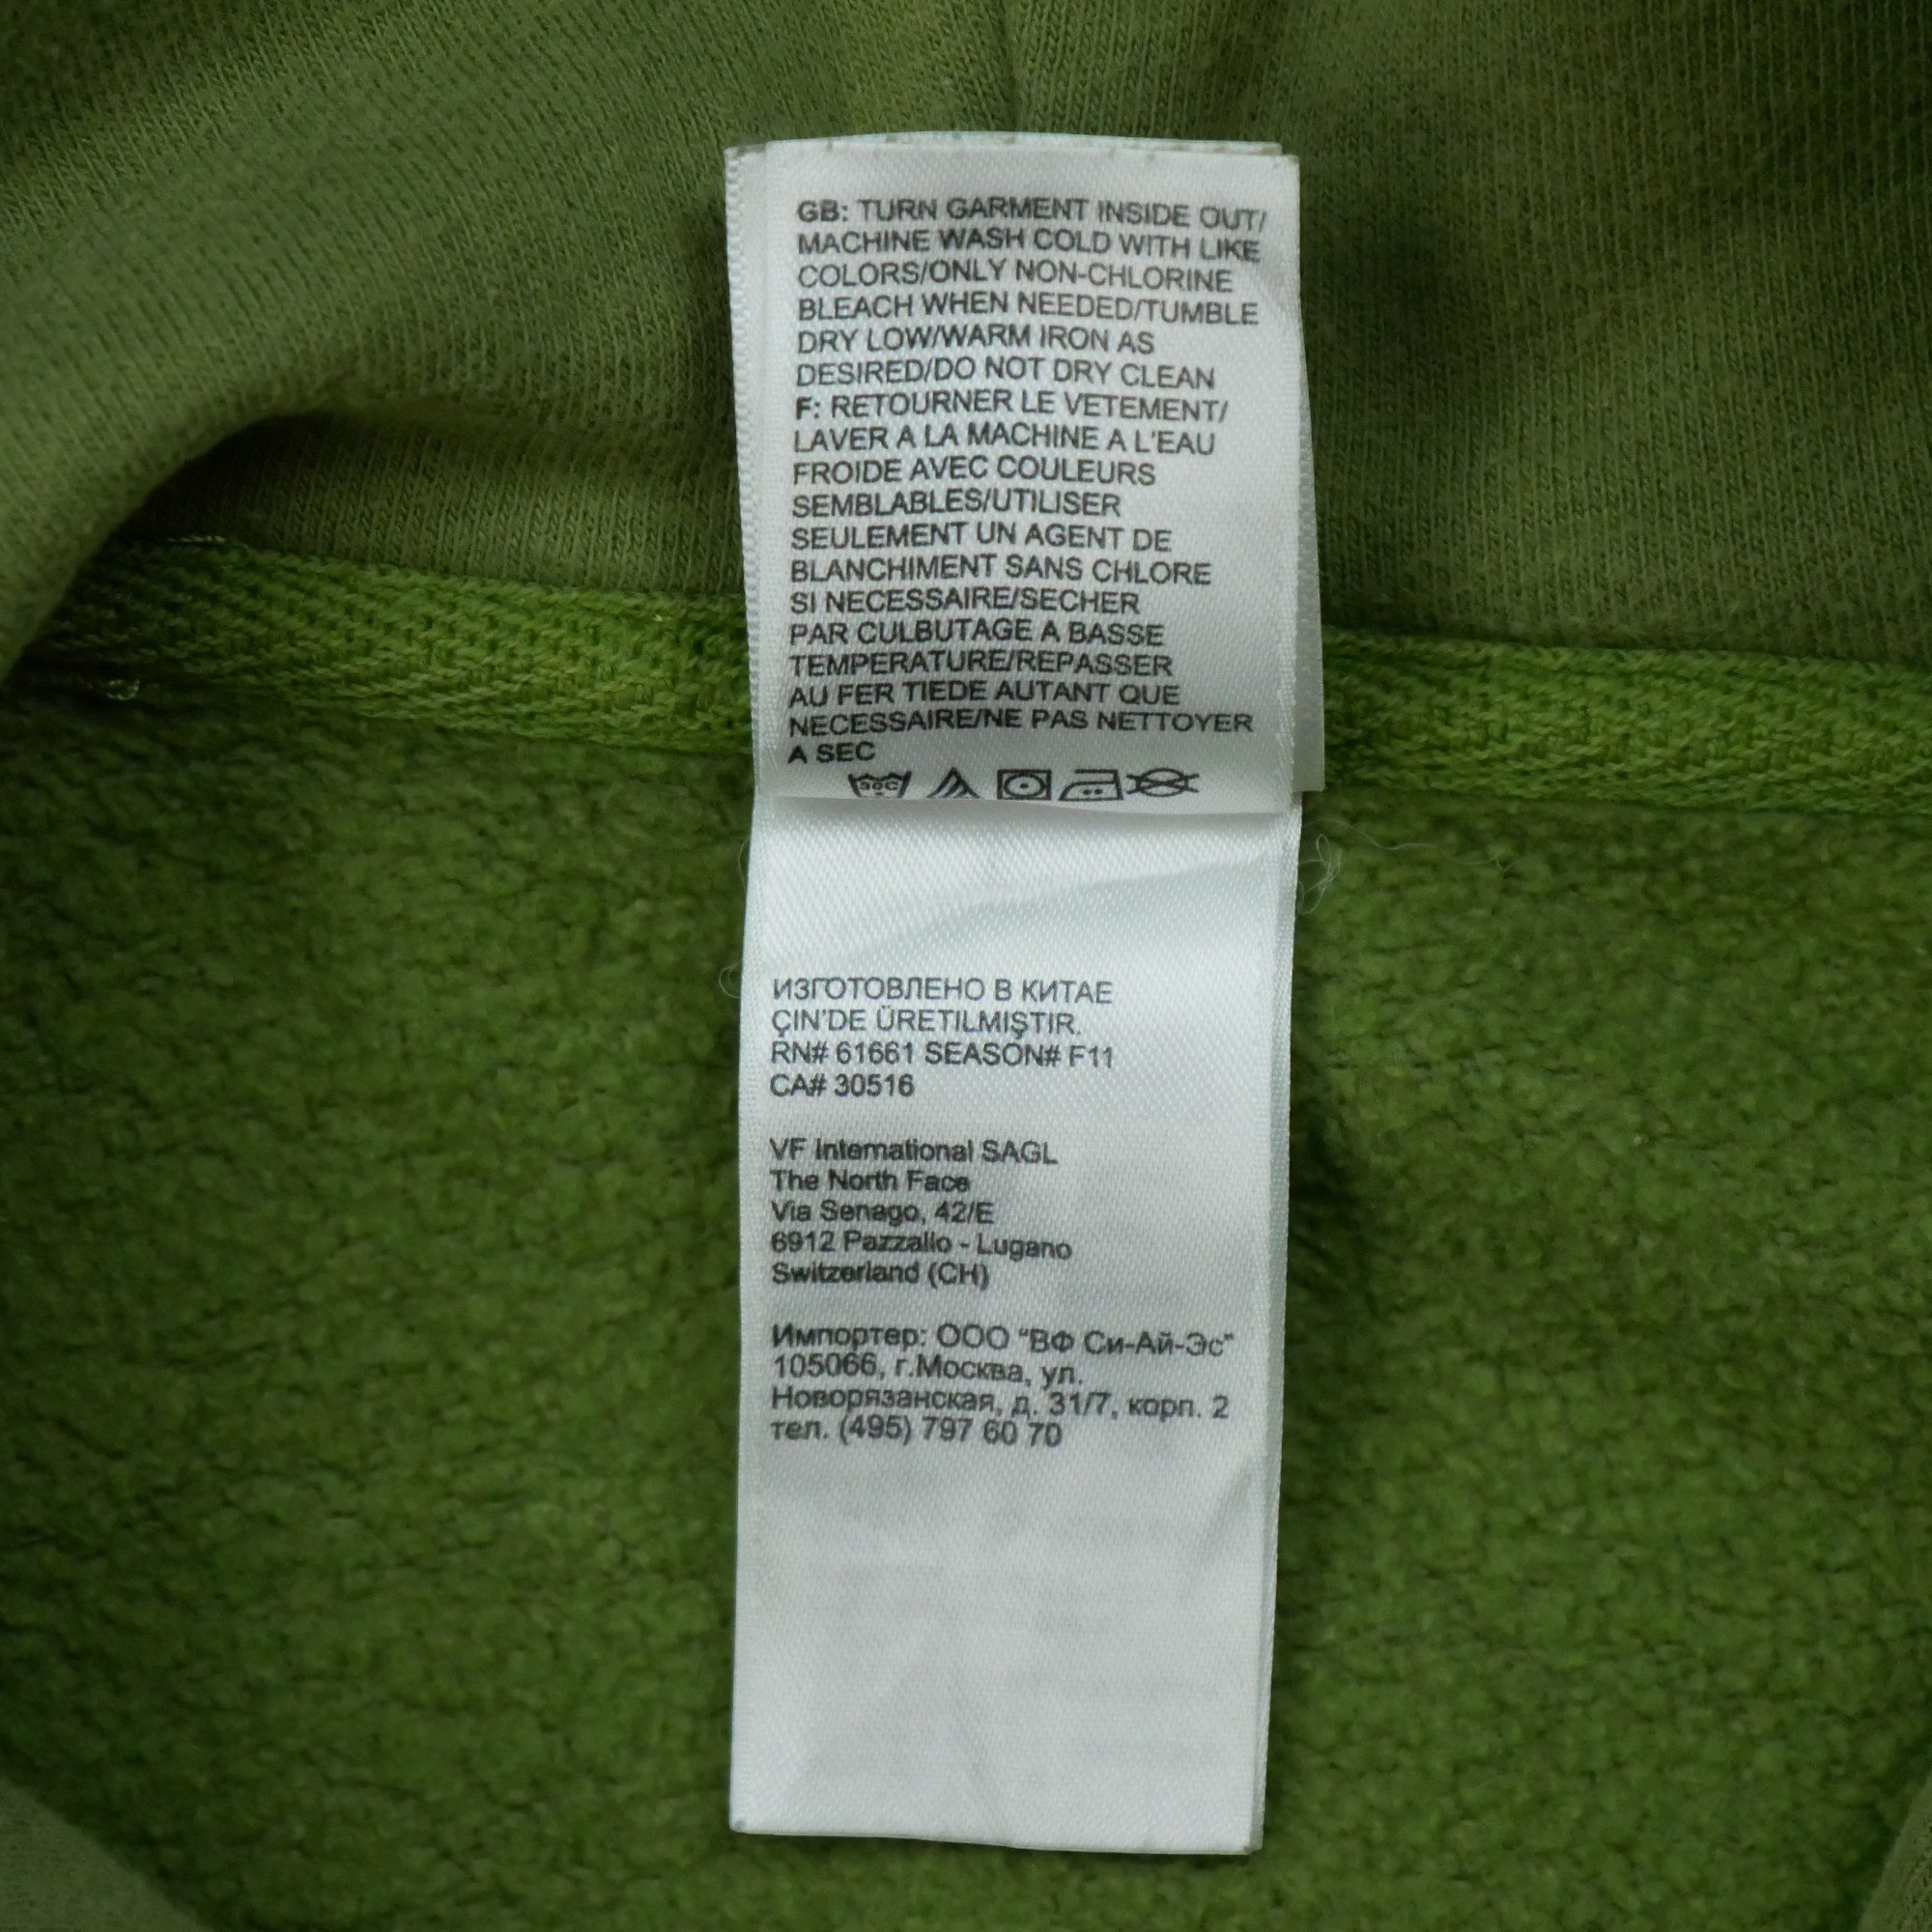 GB: TURN GARMENT INSIDE OUT/
MACHINE WASH COLD WITH LIKE
COLORS/ONLY NON-CHLORINE
BLEACH WHEN NEEDED/TUMBLE
DRY LOW/WARM IRON AS
DESIRED/DO NOT DRY CLEAN
F: RETOURNER LE VETEMENT/
LAVER A LA MACHINE A L'EAU
FROIDE AVEC COULEURS
SEMBLABLES/UTILISER
SEULEMENT UN AGENT DE
BLANCHIMENT SANS CHLORE
SI NECESSAIRE/SECHER
PAR CULBUTAGE A BASSE
TEMPERATURE/REPASSER
AU FER TIEDE AUTANT QUE
NECESSAIRE/NE PAS NETTOYER
A SEC
30C
ИЗГОТОВЛЕНО В КИТАЕ
ÇIN'DE ÜRETILMIŞTIR.
RN# 61661 SEASON# F11
CA# 30516
VF International SAGL
The North Face
Via Senago, 42/E
6912 Pazzallo - Lugano
Switzerland (CH)
Импортер: ООО "ВФ Си-Ай-Эс"
105066, г.Москва, ул.
Новорязанская, д. 31/7, корп. 2
тел. (495) 797 60 70